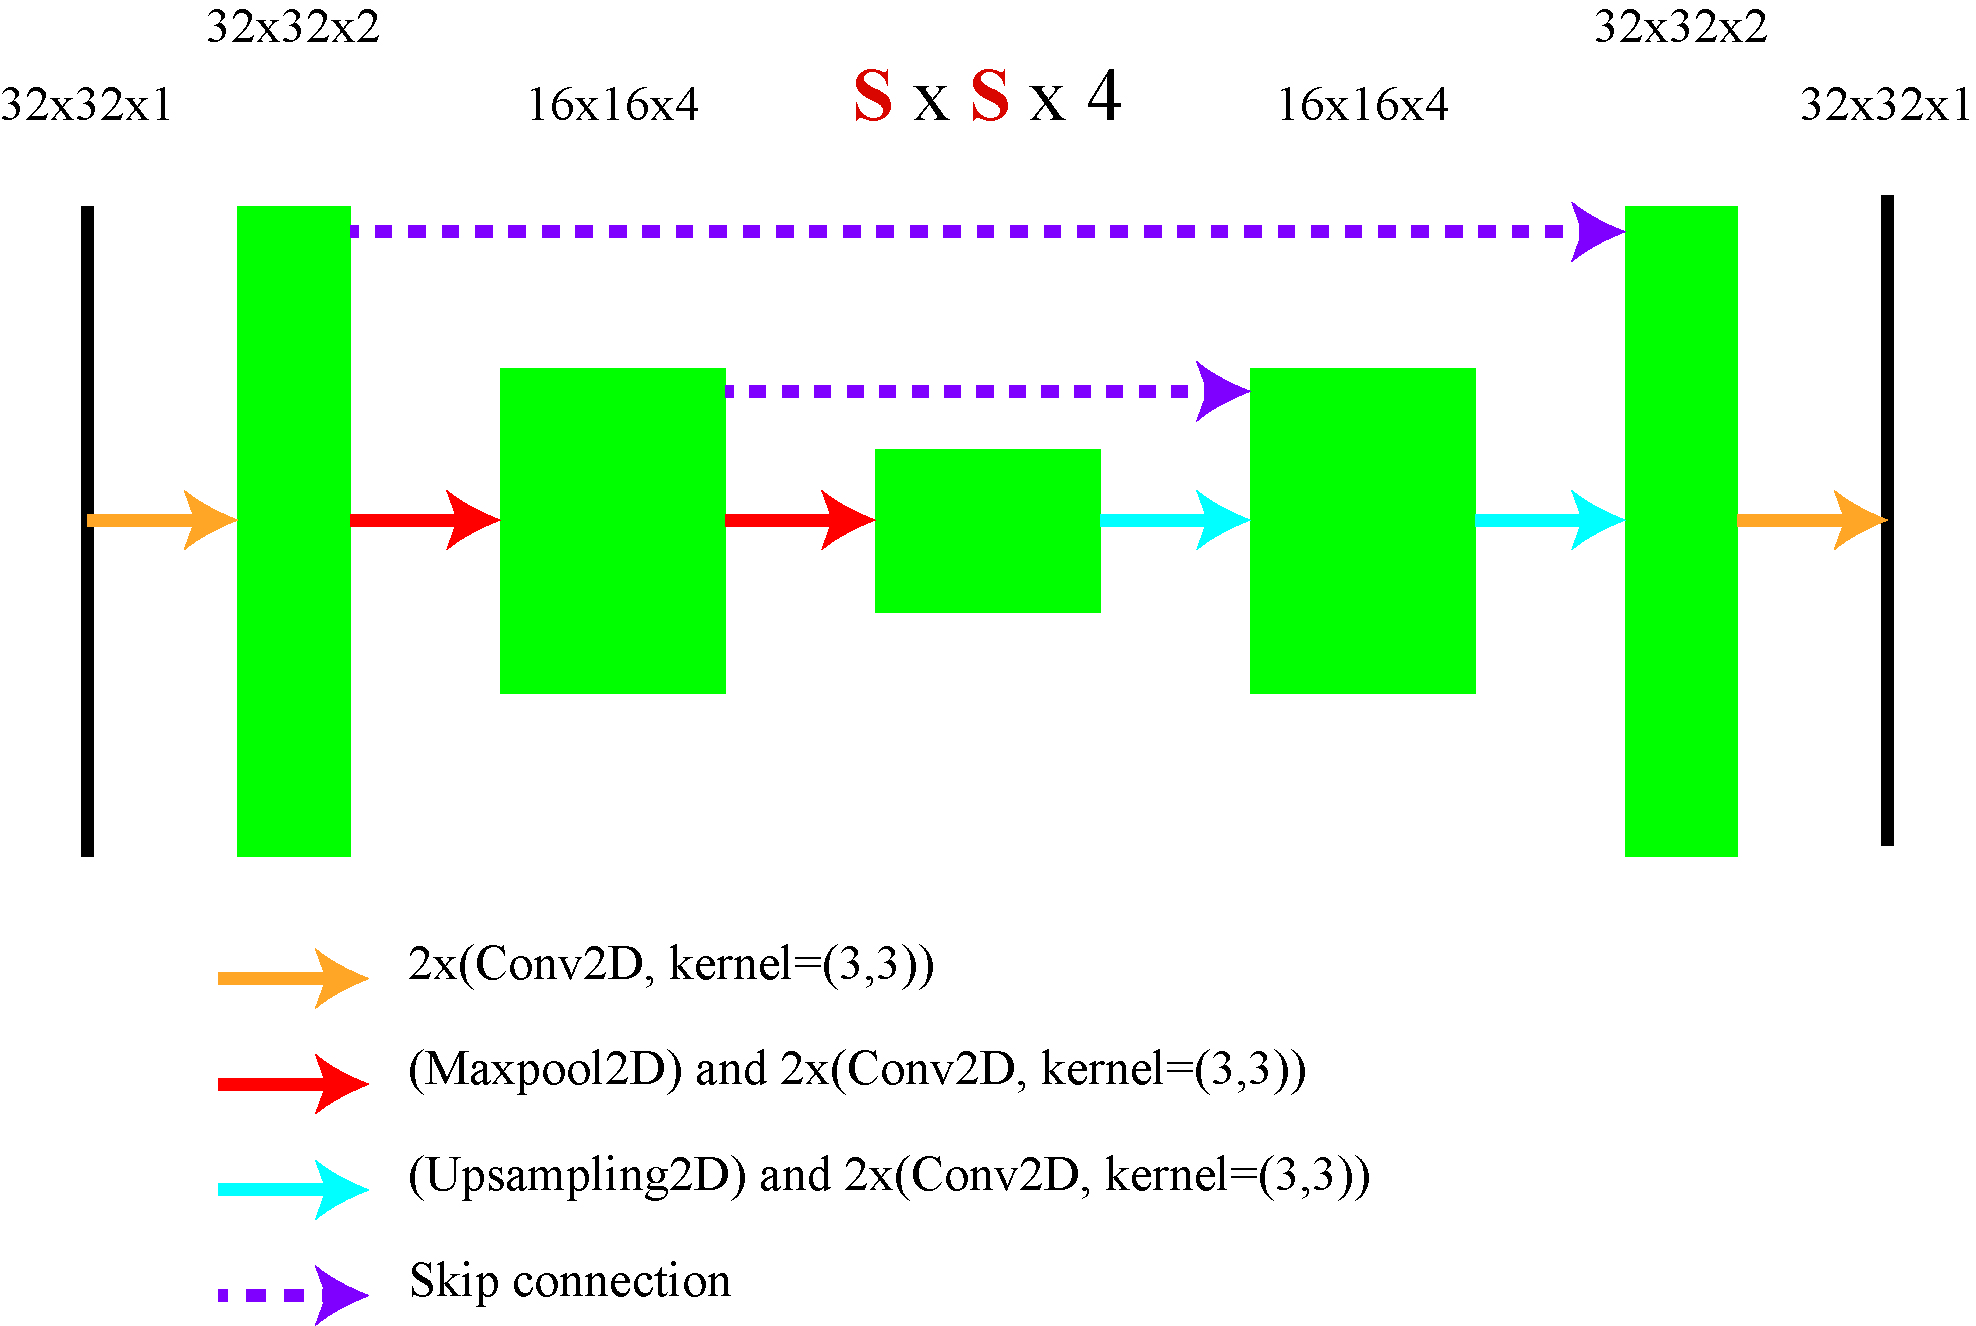 32x32x2
32x32x2
32x32x1
16x16x4
S x S x 4
16x16x4
32x32x1
2x(Conv2D, kernel=(3,3))
(Maxpool2D) and 2x(Conv2D, kernel=(3,3))
(Upsampling2D) and 2x(Conv2D, kernel=(3,3))
Skip connection